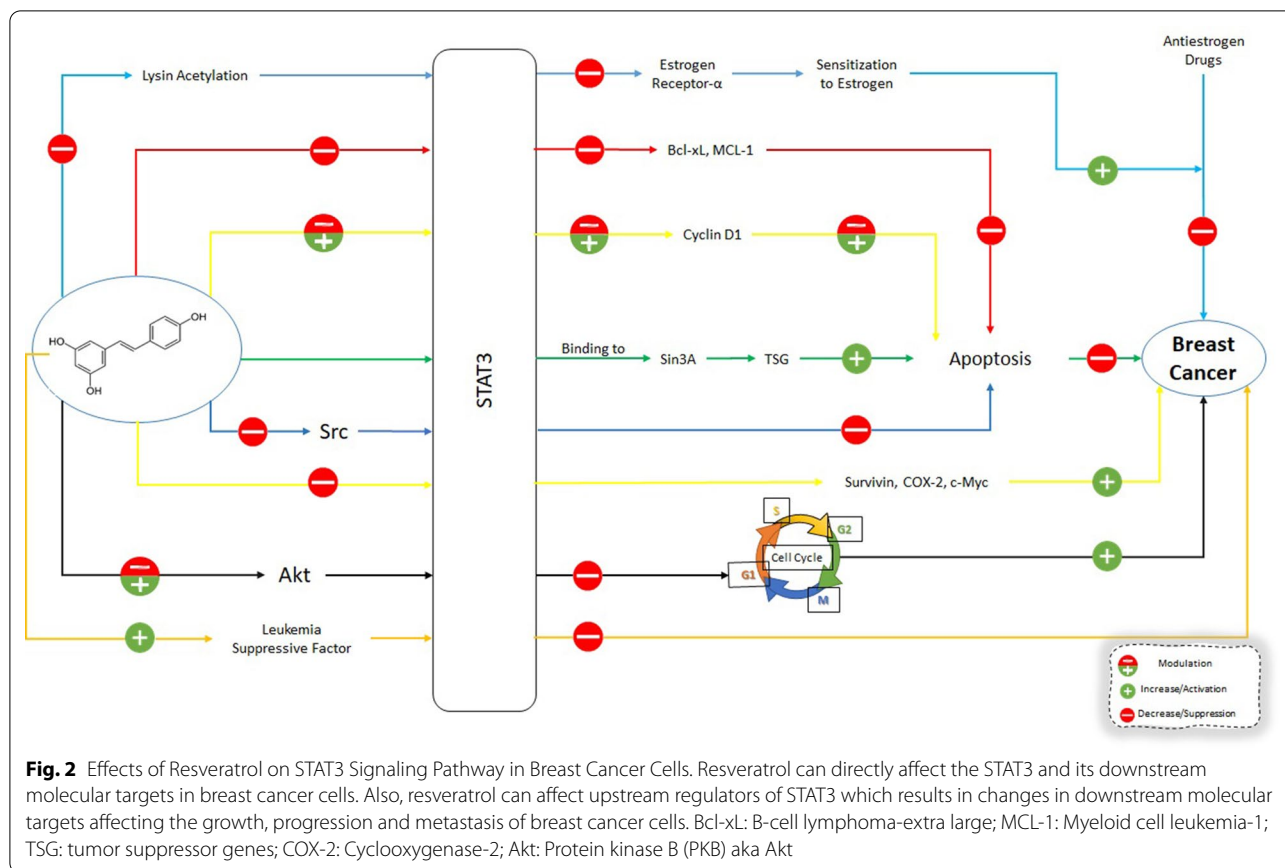 Lysin Acetylation
Estrogen
Receptor-α
Sensitization
to Estrogen
Antiestrogen
Drugs
Bcl-xL, MCL-1
Cyclin D1
HO
OH
OH
STAT3
Binding to
Sin3A
TSG
Apoptosis
Breast
Cancer
Src
Survivin, COX-2, c-Myc
S
G2
Cell Cycle
G1
M
Akt
Leukemia
Suppressive Factor
Modulation
Increase/Activation
Decrease/Suppression
Fig. 2 Effects of Resveratrol on STAT3 Signaling Pathway in Breast Cancer Cells. Resveratrol can directly affect the STAT3 and its downstream
molecular targets in breast cancer cells. Also, resveratrol can affect upstream regulators of STAT3 which results in changes in downstream molecular
targets affecting the growth, progression and metastasis of breast cancer cells. Bcl-xL: B-cell lymphoma-extra large; MCL-1: Myeloid cell leukemia-1;
TSG: tumor suppressor genes; COX-2: Cyclooxygenase-2; Akt: Protein kinase B (PKB) aka Akt